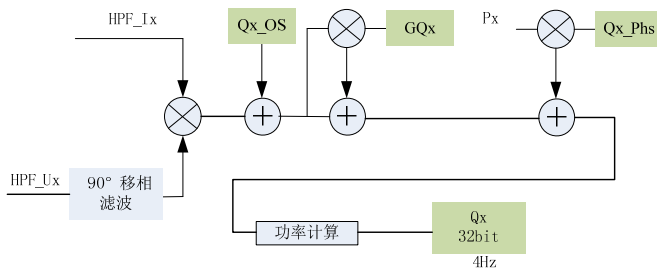 HPF_Ix
Qx_OS
GQx
Px
Qx_Phs
HPF_Ux
90° 移相
滤波
功率计算
Qx
32bit
4Hz